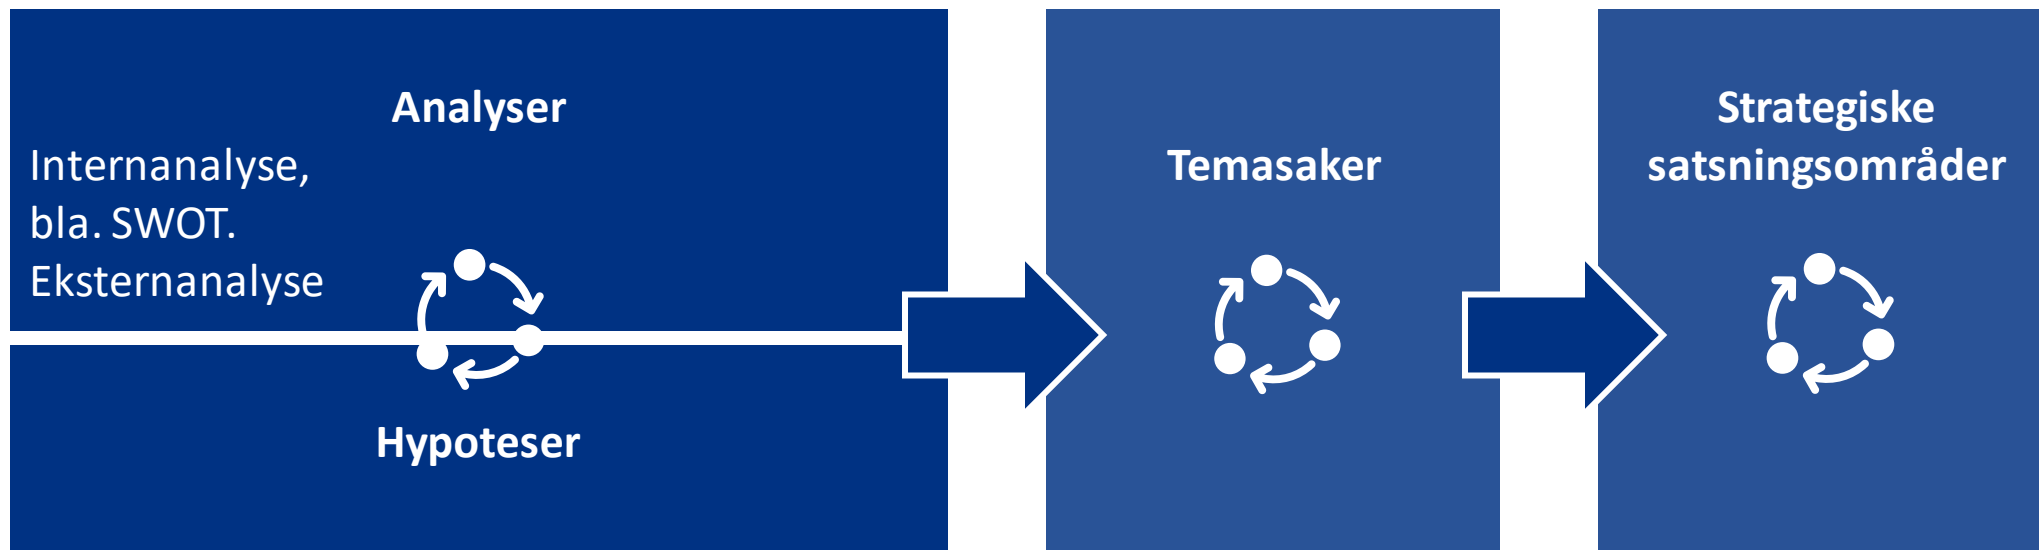 Analyser
Internanalyse,
bla. SWOT.
Eksternanalyse
Hypoteser
Temasaker
Strategiske
satsningsområder